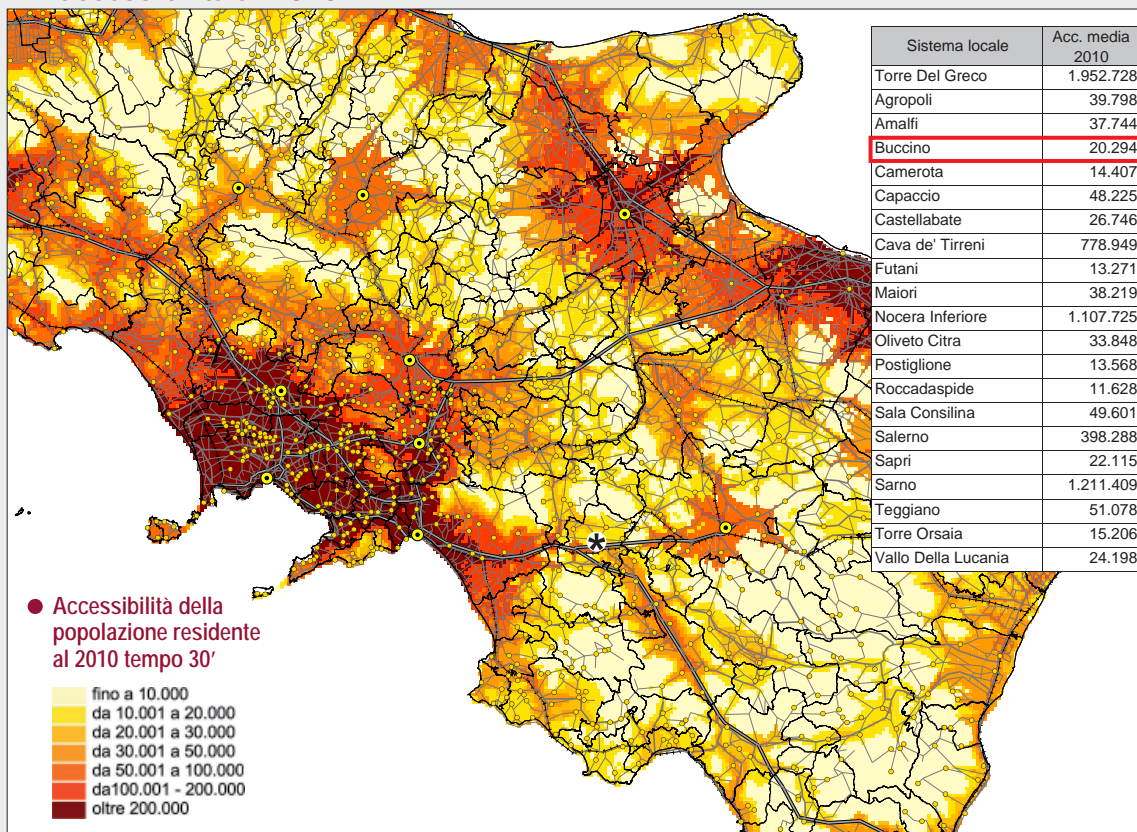 Sistema locale Acc. media 2010
Torre Del Greco 1.952.728
Agropoli 39.798
Amalfi 37.744
Buccino 20.294
Camerota 14.407
Capaccio 48.225
Castellabate 26.746
Cava de' Tirreni 778.949
Futani 13.271
Maiori 38.219
Nocera Inferiore 1.107.725
Oliveto Citra 33.848
Postiglione 13.568
Roccadaspide 11.628
Sala Consilina 49.601
Salerno 398.288
Sapri 22.115
Sarno 1.211.409
Teggiano 51.078
Torre Orsaia 15.206
Vallo Della Lucania 24.198
Accessibilità della
popolazione residente
al 2010 tempo 30'
fino a 10.000
da 10.001 a 20.000
da 20.001 a 30.000
da 30.001 a 50.000
da 50.001 a 100.000
da100.001 - 200.000
oltre 200.000